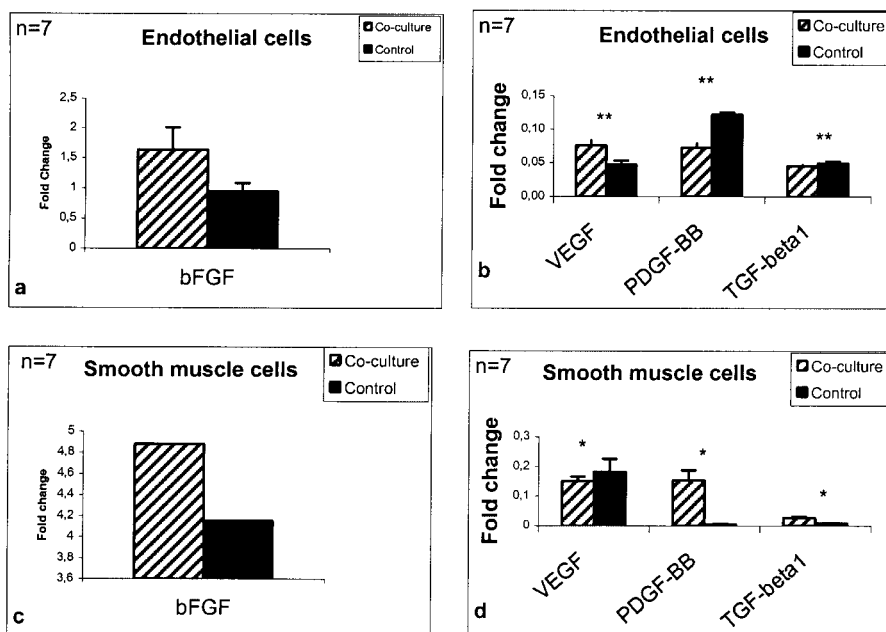 n=7
Endothelial cells
Co-culture
Control
Fold Change
2,5
2
1,5
1
0,5
0
bFGF
a
n=7
Endothelial cells
Co-culture
Control
Fold change
0,15
0,10
0,05
0,00
**
**
**
VEGF
PDGF-BB
TGF-beta1
b
n=7
Smooth muscle cells
Co-culture
Control
Fold change
5
4,8
4,6
4,4
4,2
4
3,8
3,6
bFGF
c
n=7
Smooth muscle cells
Co-culture
Control
Fold change
0,3
0,2
0,1
0
*
*
*
VEGF
PDGF-BB
TGF-beta1
d